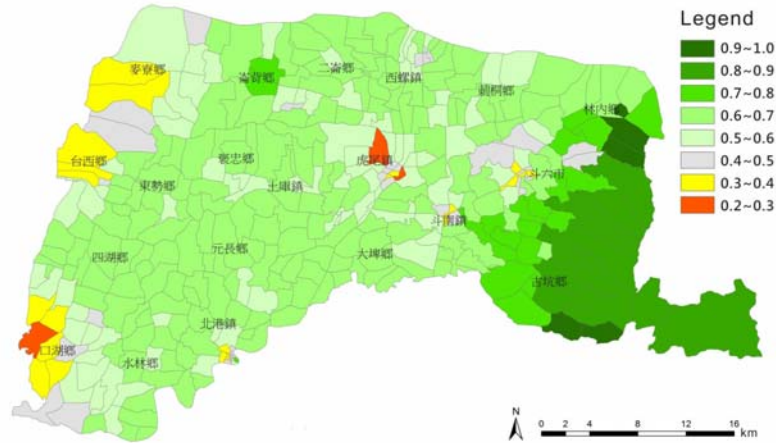 Legend
0.9~1.0
0.8~0.9
0.7~0.8
0.6~0.7
0.5~0.6
0.4~0.5
0.3~0.4
0.2~0.3
麥寮鄉
崙背鄉
二崙鄉
西螺鎮
莿桐鄉
林內鄉
台西鄉
東勢鄉
褒忠鄉
土庫鎮
虎尾鎮
斗六市
斗南鎮
四湖鄉
元長鄉
大埤鄉
古坑鄉
北港鎮
口湖鄉
水林鄉
N
0 2 4 8 12 16
km